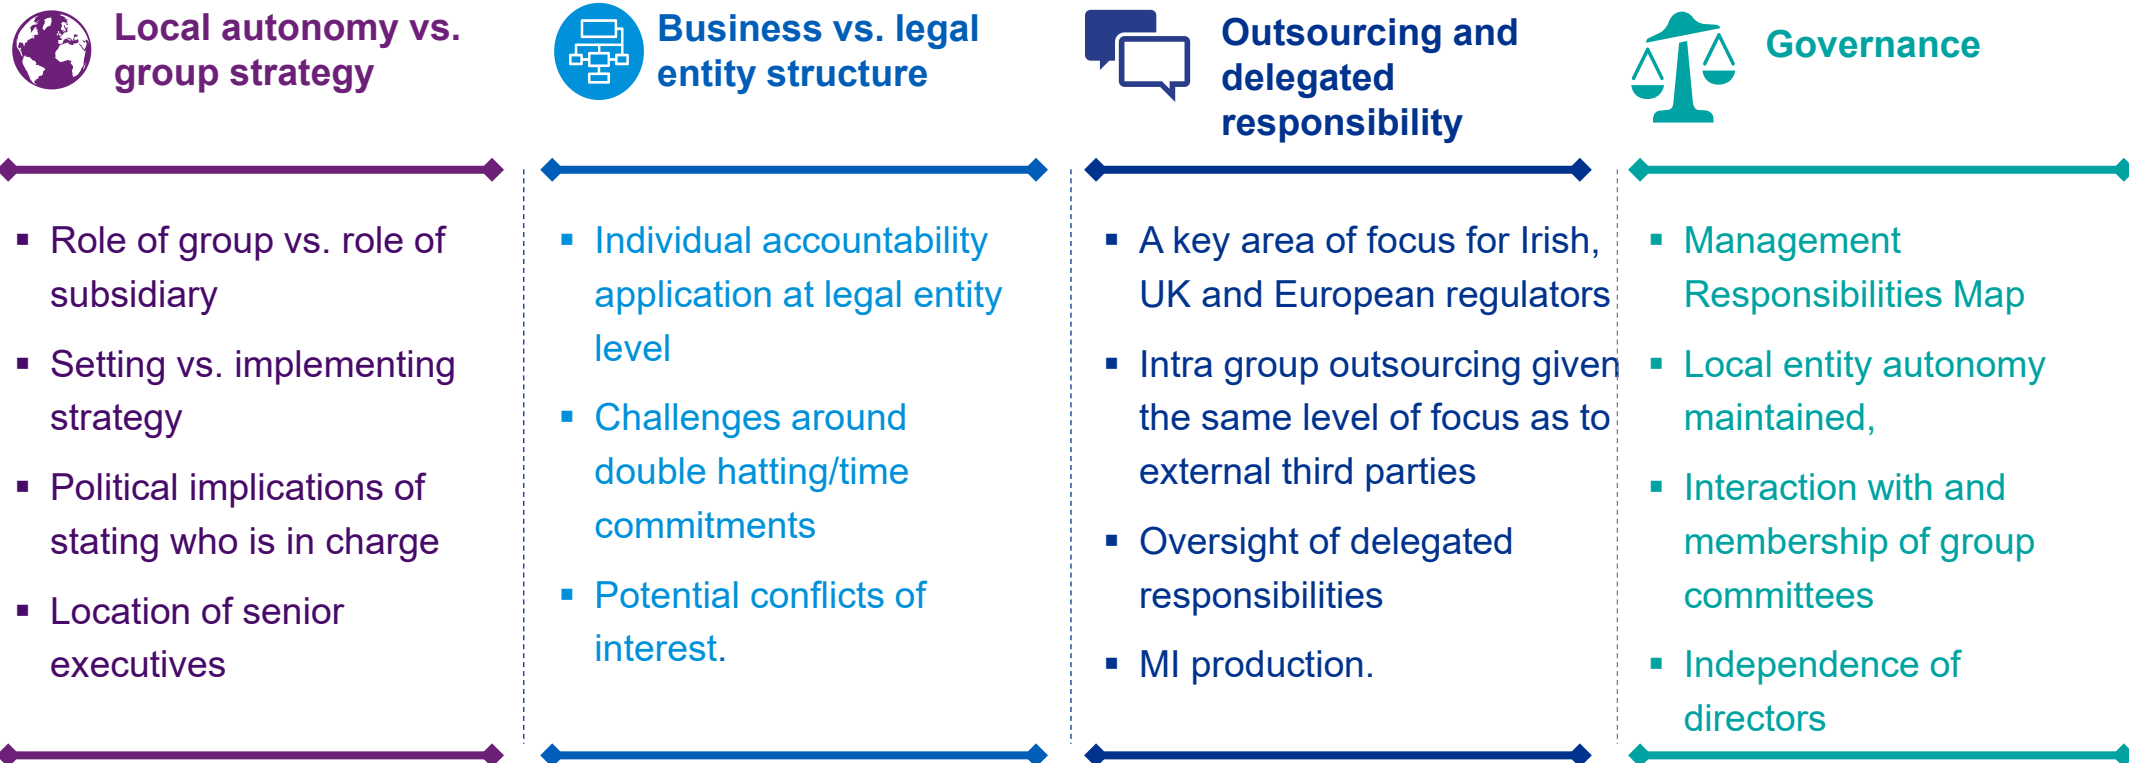 Local autonomy vs.
group strategy
▪ Role of group vs. role of
subsidiary
▪ Setting vs. implementing
strategy
▪ Political implications of
stating who is in charge
▪ Location of senior
executives
Business vs. legal
entity structure
▪ Individual accountability
application at legal entity
level
▪ Challenges around
double hatting/time
commitments
▪ Potential conflicts of
interest.
Outsourcing and
delegated
responsibility
▪ A key area of focus for Irish,
UK and European regulators
▪ Intra group outsourcing given
the same level of focus as to
external third parties
▪ Oversight of delegated
responsibilities
▪ MI production.
Governance
▪ Management
Responsibilities Map
▪ Local entity autonomy
maintained,
▪ Interaction with and
membership of group
committees
▪ Independence of
directors